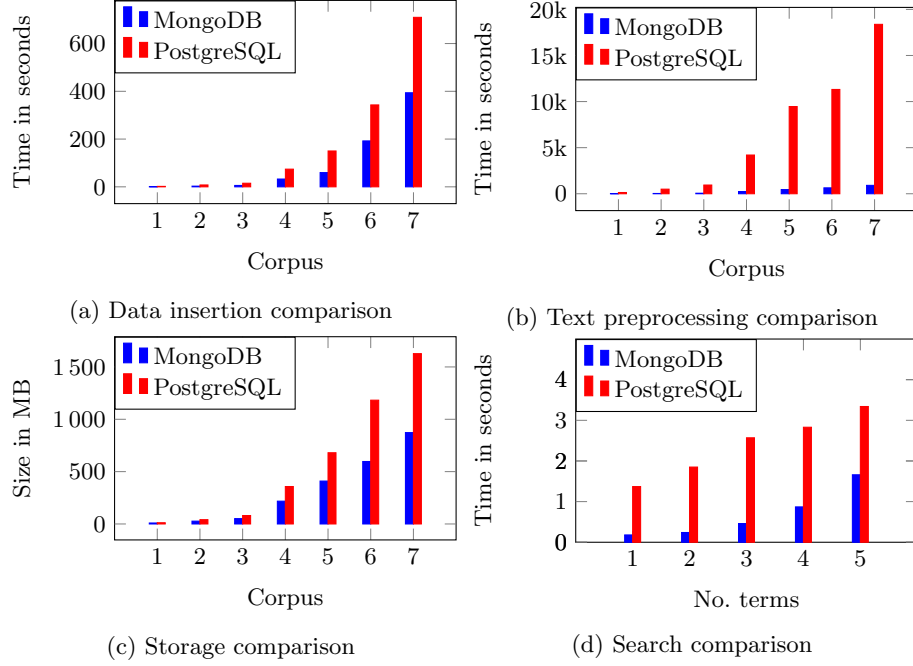 MongoDB
PostgreSQL
600
400
200
0
Time in seconds
1 2 3 4 5 6 7
Corpus
(a) Data insertion comparison
MongoDB
PostgreSQL
20k
15k
10k
5k
0
Time in seconds
1 2 3 4 5 6 7
Corpus
(b) Text preprocessing comparison
MongoDB
PostgreSQL
1 500
1 000
500
0
Size in MB
1 2 3 4 5 6 7
Corpus
(c) Storage comparison
MongoDB
PostgreSQL
4
3
2
1
0
Time in seconds
1 2 3 4 5
No. terms
(d) Search comparison